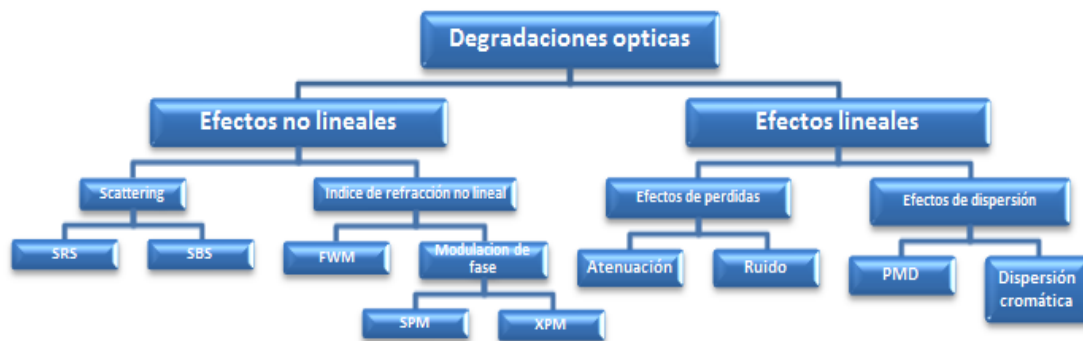 Degradaciones opticas
Efectos no lineales
Efectos lineales
Scattering
Indice de refracción no lineal
Efectos de perdidas
Efectos de dispersión
SRS
SBS
FWM
Modulacion de
fase
Atenuación
Ruido
PMD
Dispersión
cromática
SPM
XPM